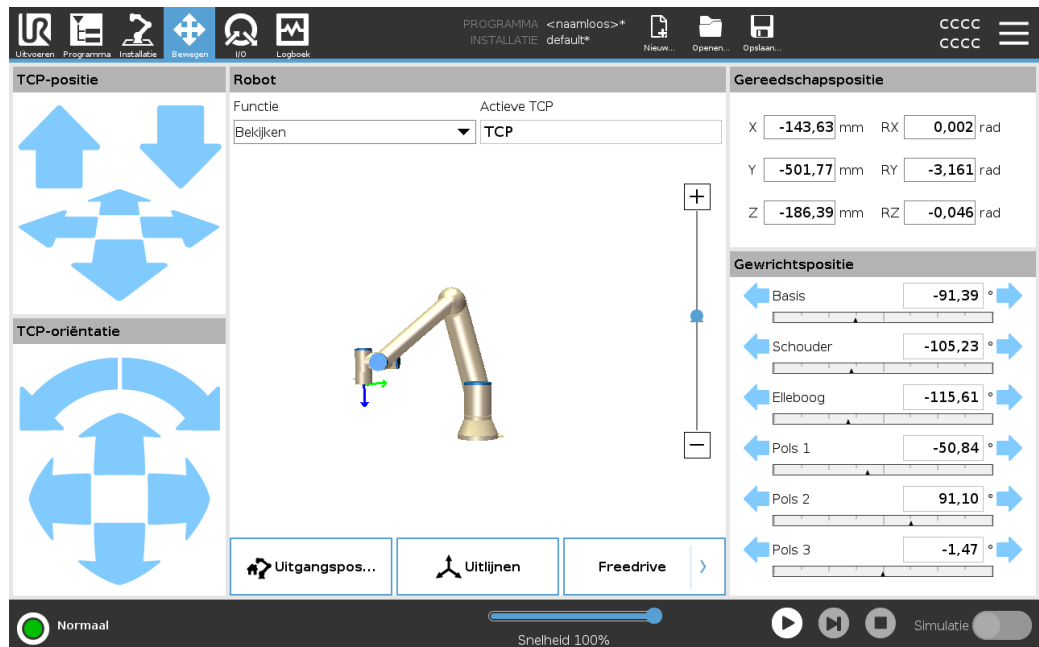 UR
PROGRAMMA <naamloos>*
INSTALLATIE default*
CCCC
CCCC
Uitvoeren Programma Installatie Bewegen I/O Logboek Nieuw... Openen... Opslaan...
TCP-positie
Robot
Functie
Actieve TCP
Bekijken
TCP
Gereedschapspositie
X -143,63 mm RX 0,002 rad
Y -501,77 mm RY -3,161 rad
Z -186,39 mm RZ -0,046 rad
TCP-oriëntatie
Gewrichtspositie
Basis -91,39 °
Schouder -105,23 °
Elleboog -115,61 °
Pols 1 -50,84 °
Pols 2 91,10 °
Pols 3 -1,47 °
Uitgangspos...
Uitlijnen
Freedrive
Normaal
Snelheid 100%
Simulatie